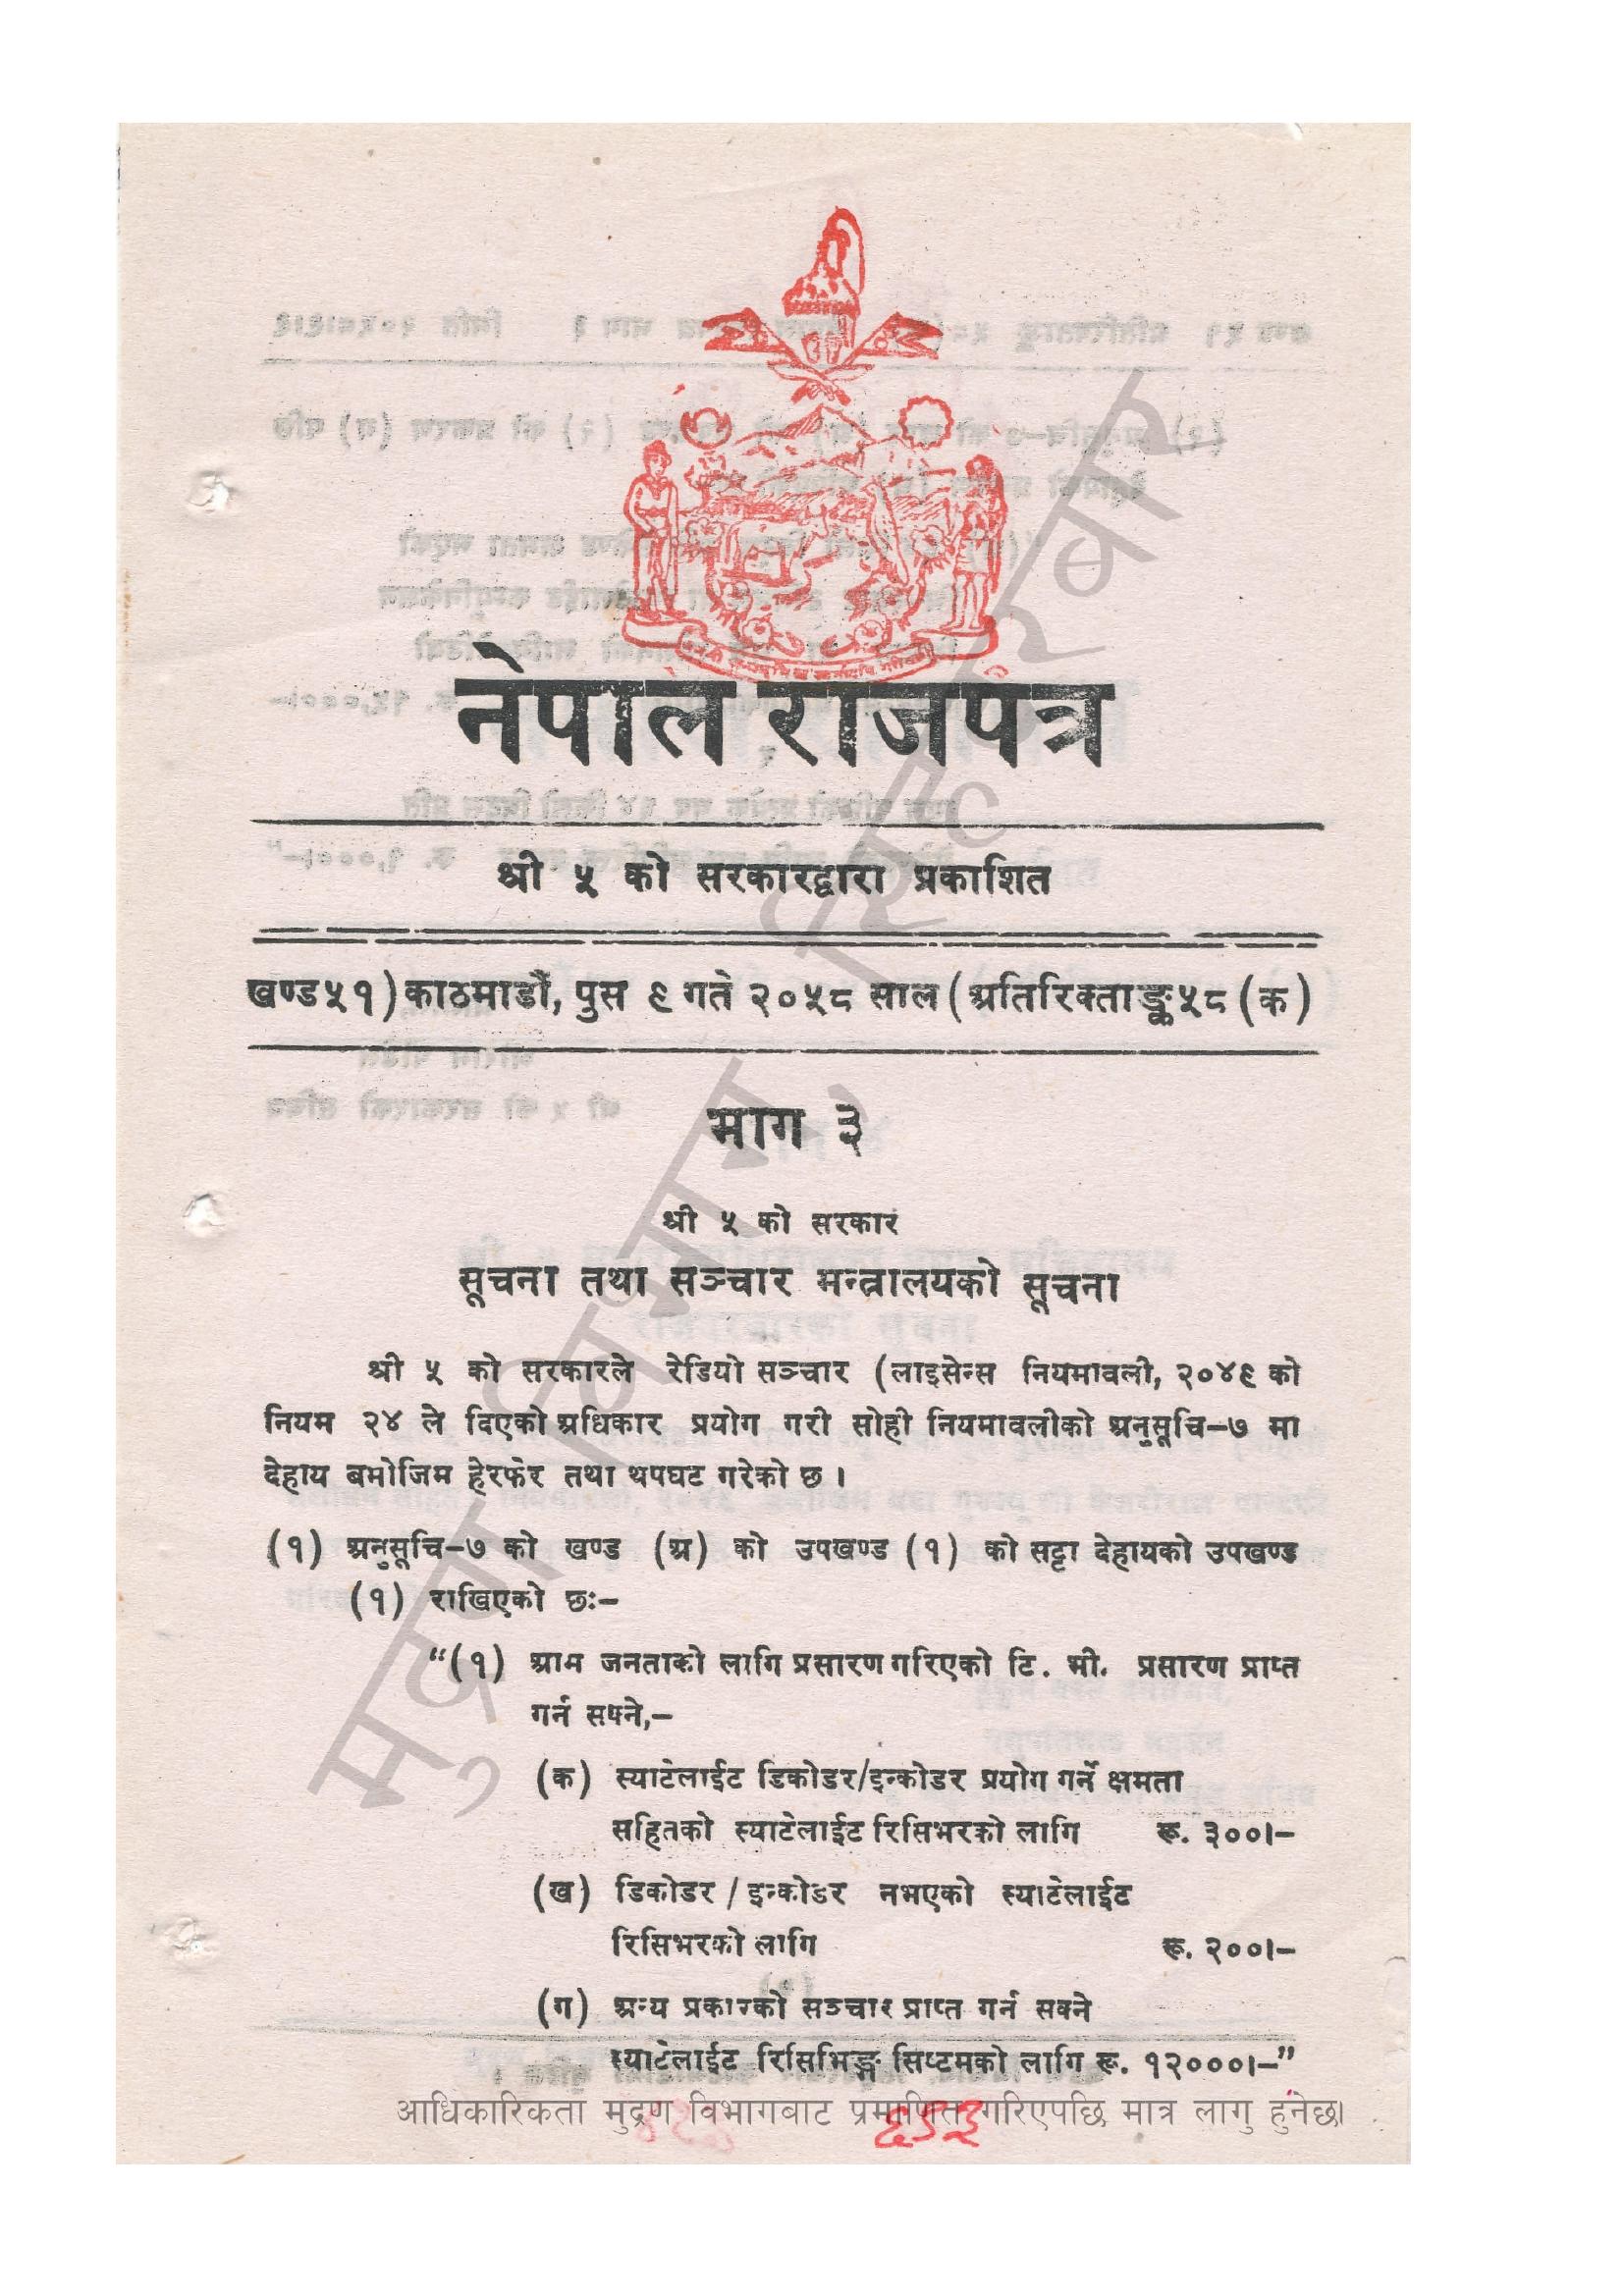 नेपाल राजपत्र
श्री ५ को सरकारद्वारा प्रकाशित
खण्ड ५१) काठमाडौं, पुस ९ गते २०५८ साल (अतिरिक्ताङ्क ५८ (क)
भाग ३
श्री ५ को सरकार
सूचना तथा सञ्चार मन्त्रालयको सूचना
श्री ५ को सरकारले रेडियो सञ्चार (लाइसेन्स नियमावली, २०४९ को
नियम २४ ले दिएको अधिकार प्रयोग गरी सोही नियमावलीको अनुसूचि–७ मा
देहाय बमोजिम हेरफेर तथा थपघट गरेको छ ।
(१) अनुसूचि–७ को खण्ड (अ) को उपखण्ड (१) को सट्टा देहायको उपखण्ड
(१) राखिएको छः–
“(१) आम जनताको लागि प्रसारण गरिएको टि. भी. प्रसारण प्राप्त
गर्न सक्ने,–
(क) स्याटेलाईट डिकोडर/इन्कोडर प्रयोग गर्ने क्षमता
सहितको स्याटेलाईट रिसिभरको लागि रू. ३००।–
(ख) डिकोडर / इन्कोडर नभएको स्याटेलाईट
रिसिभरको लागि रू. २००।–
(ग) अन्य प्रकारको सञ्चार प्राप्त गर्न सक्ने
स्याटेलाईट रिसिभिङ्ग सिष्टमको लागि रू. १२०००।–”
आधिकारिकता मुद्रण विभागबाट प्रमाणित गरिएपछि मात्र लागु हुनेछ।
६५३
मुद्रण विभाग,